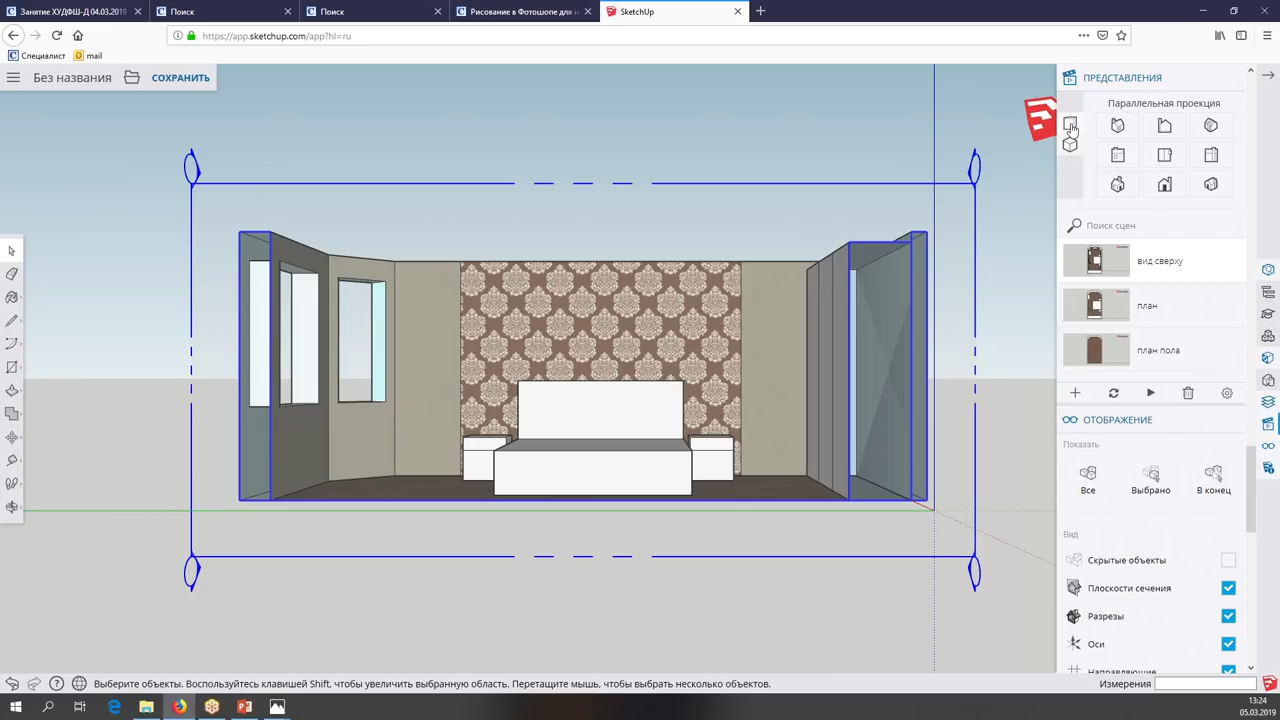 Занятие ХУДФШ-Д 04.03.2019
Поиск
Поиск
Рисование в Фотошопе для
SketchUp
https://app.sketchup.com/app?hl=ru
Специалист
mail
Без названия
СОХРАНИТЬ
ПРЕДСТАВЛЕНИЯ
Параллельная проекция
Поиск сцен
вид сверху
план
план пола
ОТОБРАЖЕНИЕ
Показать
Все
Выбрано
В конец
Вид
Скрытые объекты
Плоскости сечения
Разрезы
Оси
Направляющие
Выберите объекты. Воспользуйтесь клавишей Shift, чтобы увеличить выбранную область. Перетащите мышь, чтобы выбрать несколько объектов.
Измерения
13:24
05.03.2019